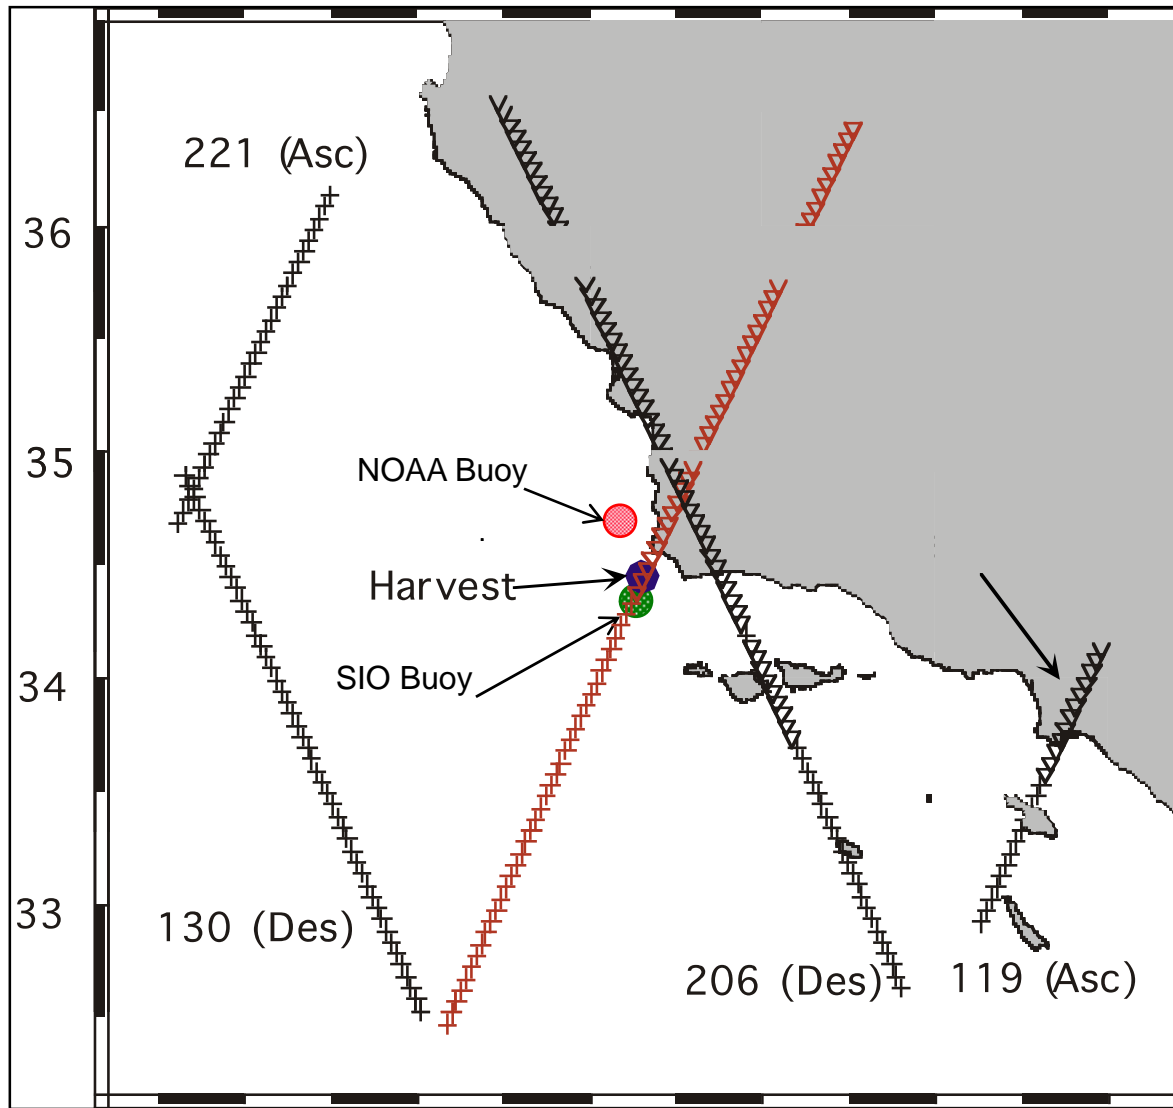 221 (Asc)
36
35
NOAA Buoy
Harvest
SIO Buoy
34
33
130 (Des)
206 (Des)
119 (Asc)